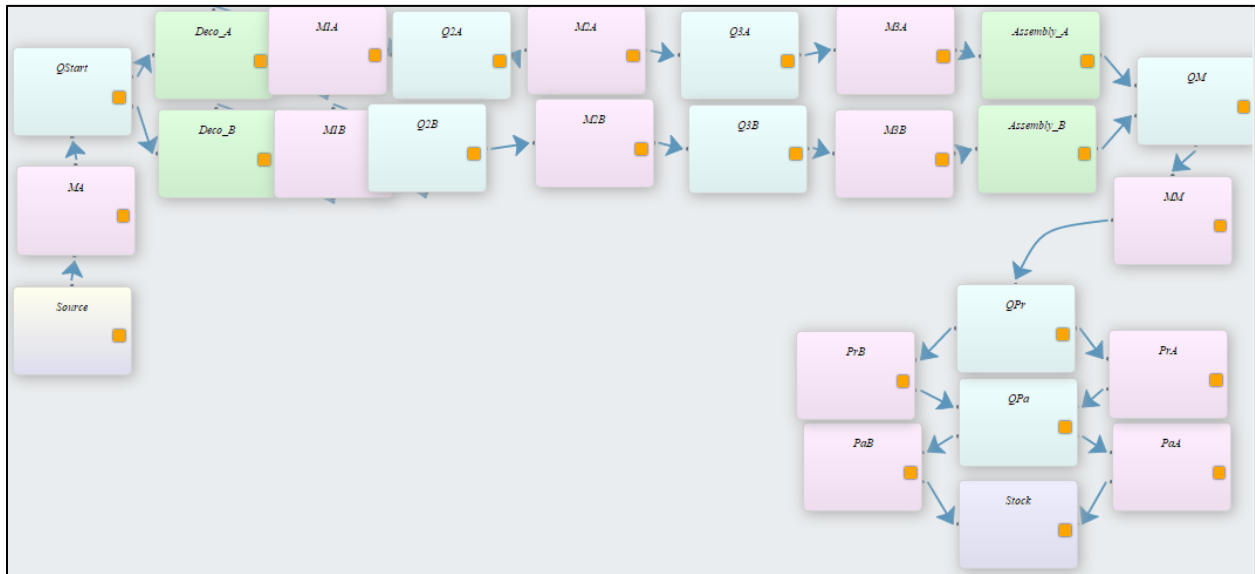 Deco_A
M1A
Q2A
M2A
Q3A
M3A
Assembly_A
QStart
QM
Deco_B
M1B
Q2B
M2B
Q3B
M3B
Assembly_B
MA
MM
Source
QPr
PrB
PrA
QPa
PaB
PaA
Stock